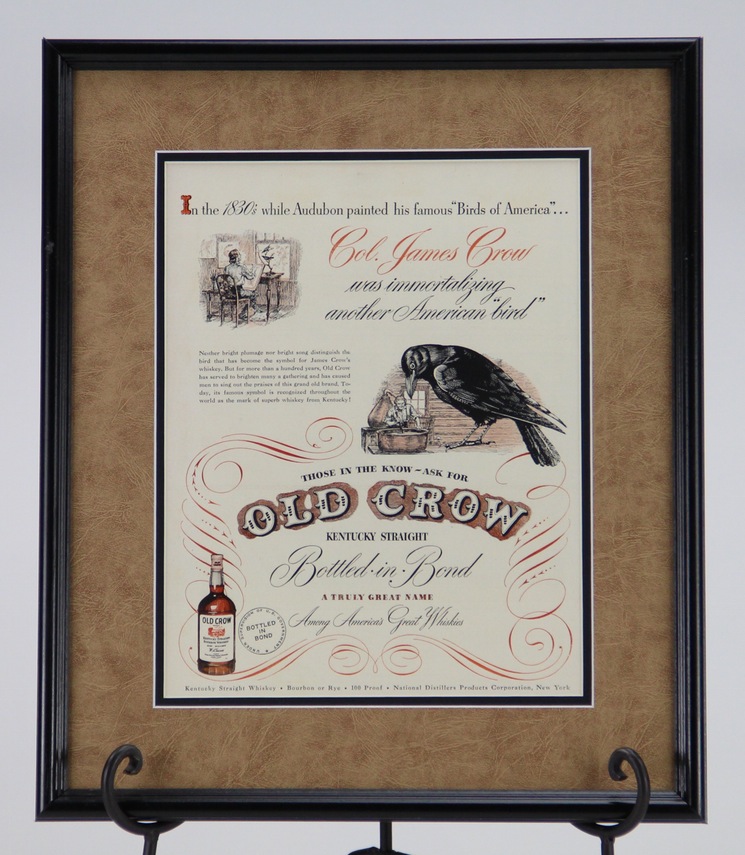 In the 1830's while Audubon painted his famous "Birds of America"...
Col. James Crow
was immortalizing
another American "bird"
Neither bright plumage nor bright song distinguish the
bird that has become the symbol for James Crow's
whiskey. But for more than a hundred years, Old Crow
has served to brighten many a gathering and has caused
men to sing out the praises of this grand old brand. To-
day, its famous symbol is recognized throughout the
world as the mark of superb whiskey from Kentucky!
THOSE IN THE KNOW – ASK FOR
OLD CROW
KENTUCKY STRAIGHT
Bottled·in·Bond
A TRULY GREAT NAME
Among America's Great Whiskies
OLD CROW
UNDER SUPERVISION OF U.S. GOVERNMENT
BOTTLED
IN
BOND
Kentucky Straight Whiskey • Bourbon or Rye • 100 Proof • National Distillers Products Corporation, New York